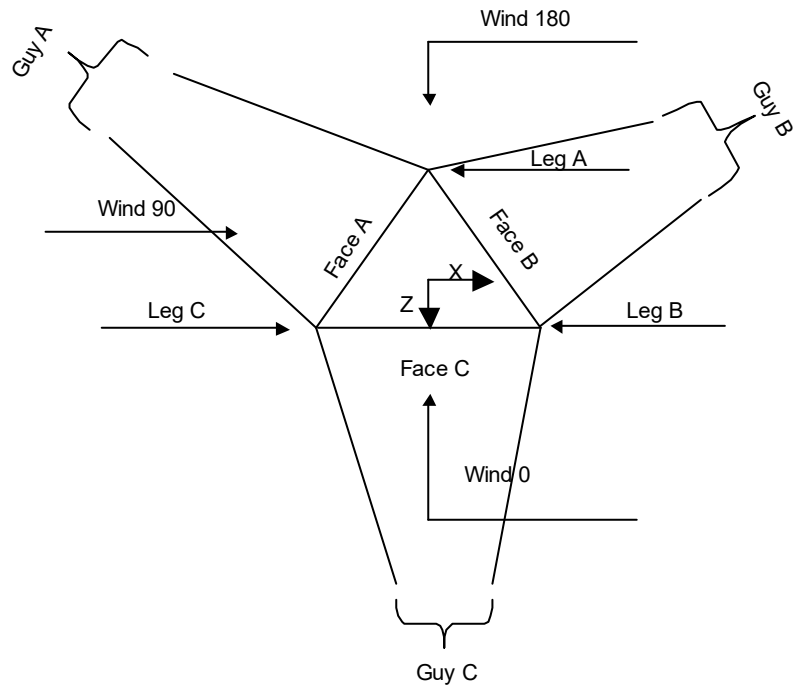 Wind 180
Guy A
Guy B
Leg A
Wind 90
Face A
Face B
X
Z
Leg C
Leg B
Face C
Wind 0
Guy C